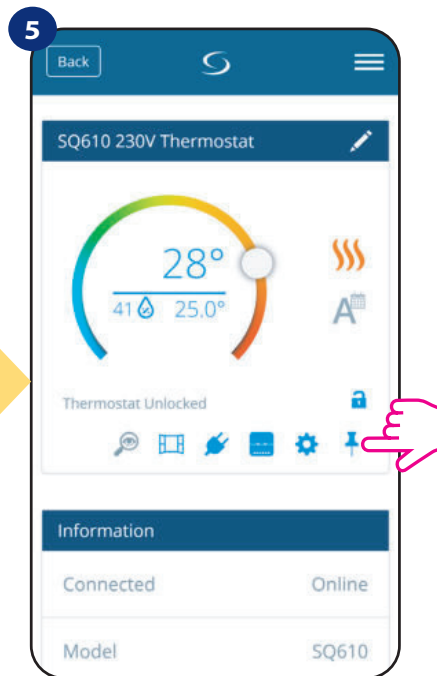 5
Back
SQ610 230V Thermostat
28°
41 25.0°
A
Thermostat Unlocked
Information
Connected Online
Model SQ610